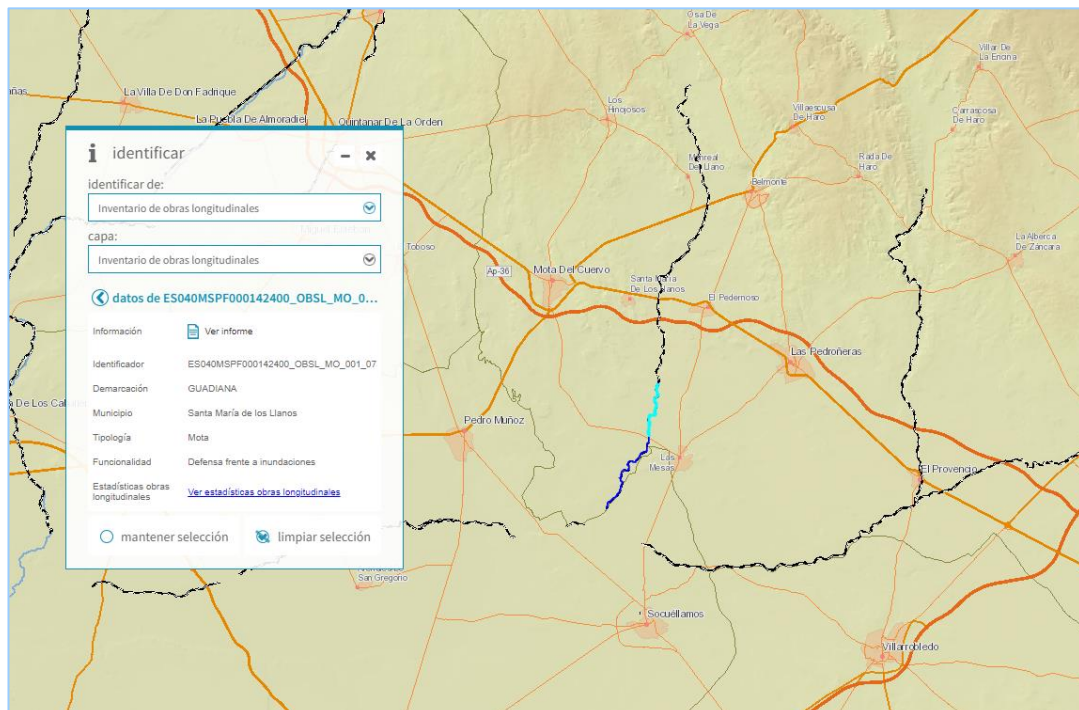 Osa De
La Vega
Villar De
La Encina
La Villa De Don Fadrique
Los
Hinojosos
Villaescusa
De Haro
Carrascosa
De Haro
La Puebla De Almoradiel
Quintanar De La Orden
Monreal
Del Llano
Rada De
Haro
Belmonte
i identificar
identificar de:
Inventario de obras longitudinales
capa:
Inventario de obras longitudinales
Toboso
La Alberca
De Záncara
Ap-36
Mota Del Cuervo
Santa María
De Los Llanos
El Pedernoso
datos de ES040MSPF000142400_OBSL_MO_0...
Información
Ver informe
Identificador
ES040MSPF000142400_OBSL_MO_001_07
Demarcación
GUADIANA
Municipio
Santa María de los Llanos
Tipología
Mota
Funcionalidad
Defensa frente a inundaciones
Estadísticas obras
longitudinales
Ver estadísticas obras longitudinales
mantener selección
limpiar selección
Las Pedroñeras
Pedro Muñoz
Las
Mesas
El Provencio
San Gregorio
Socuéllamos
Villarrobledo